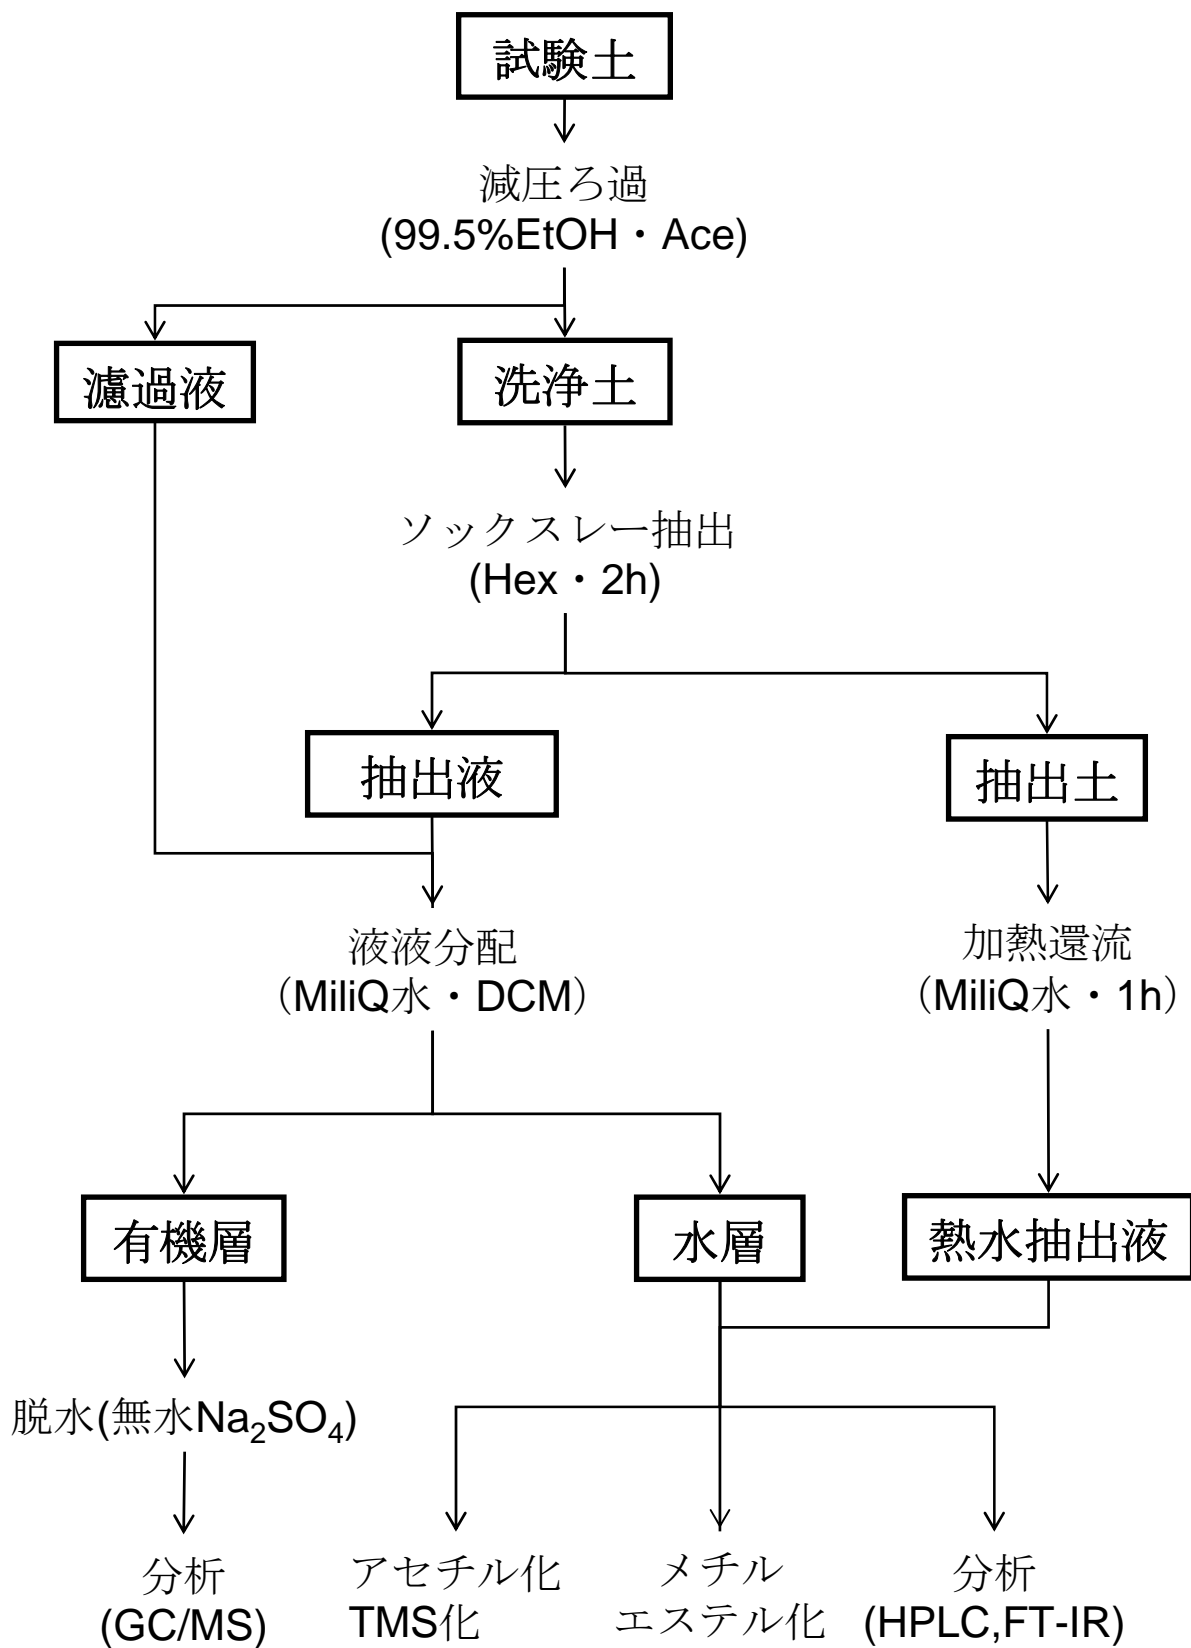 試験土
減圧ろ過
(99.5%EtOH・Ace)
濾過液
洗浄土
ソックスレー抽出
(Hex・2h)
抽出液
抽出土
液液分配
（MiliQ水・DCM）
加熱還流
（MiliQ水・1h）
有機層
水層
熱水抽出液
脱水(無水Na₂SO₄)
分析
(GC/MS)
アセチル化
TMS化
メチル
エステル化
分析
(HPLC,FT-IR)